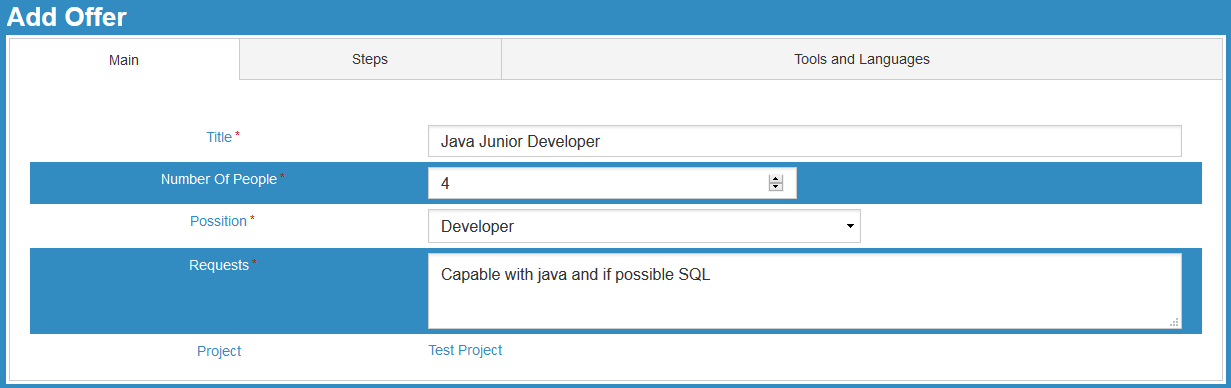 Add Offer
Main Steps Tools and Languages
Title *
Java Junior Developer
Number Of People *
4
Possition *
Developer
Requests *
Capable with java and if possible SQL
Project
Test Project